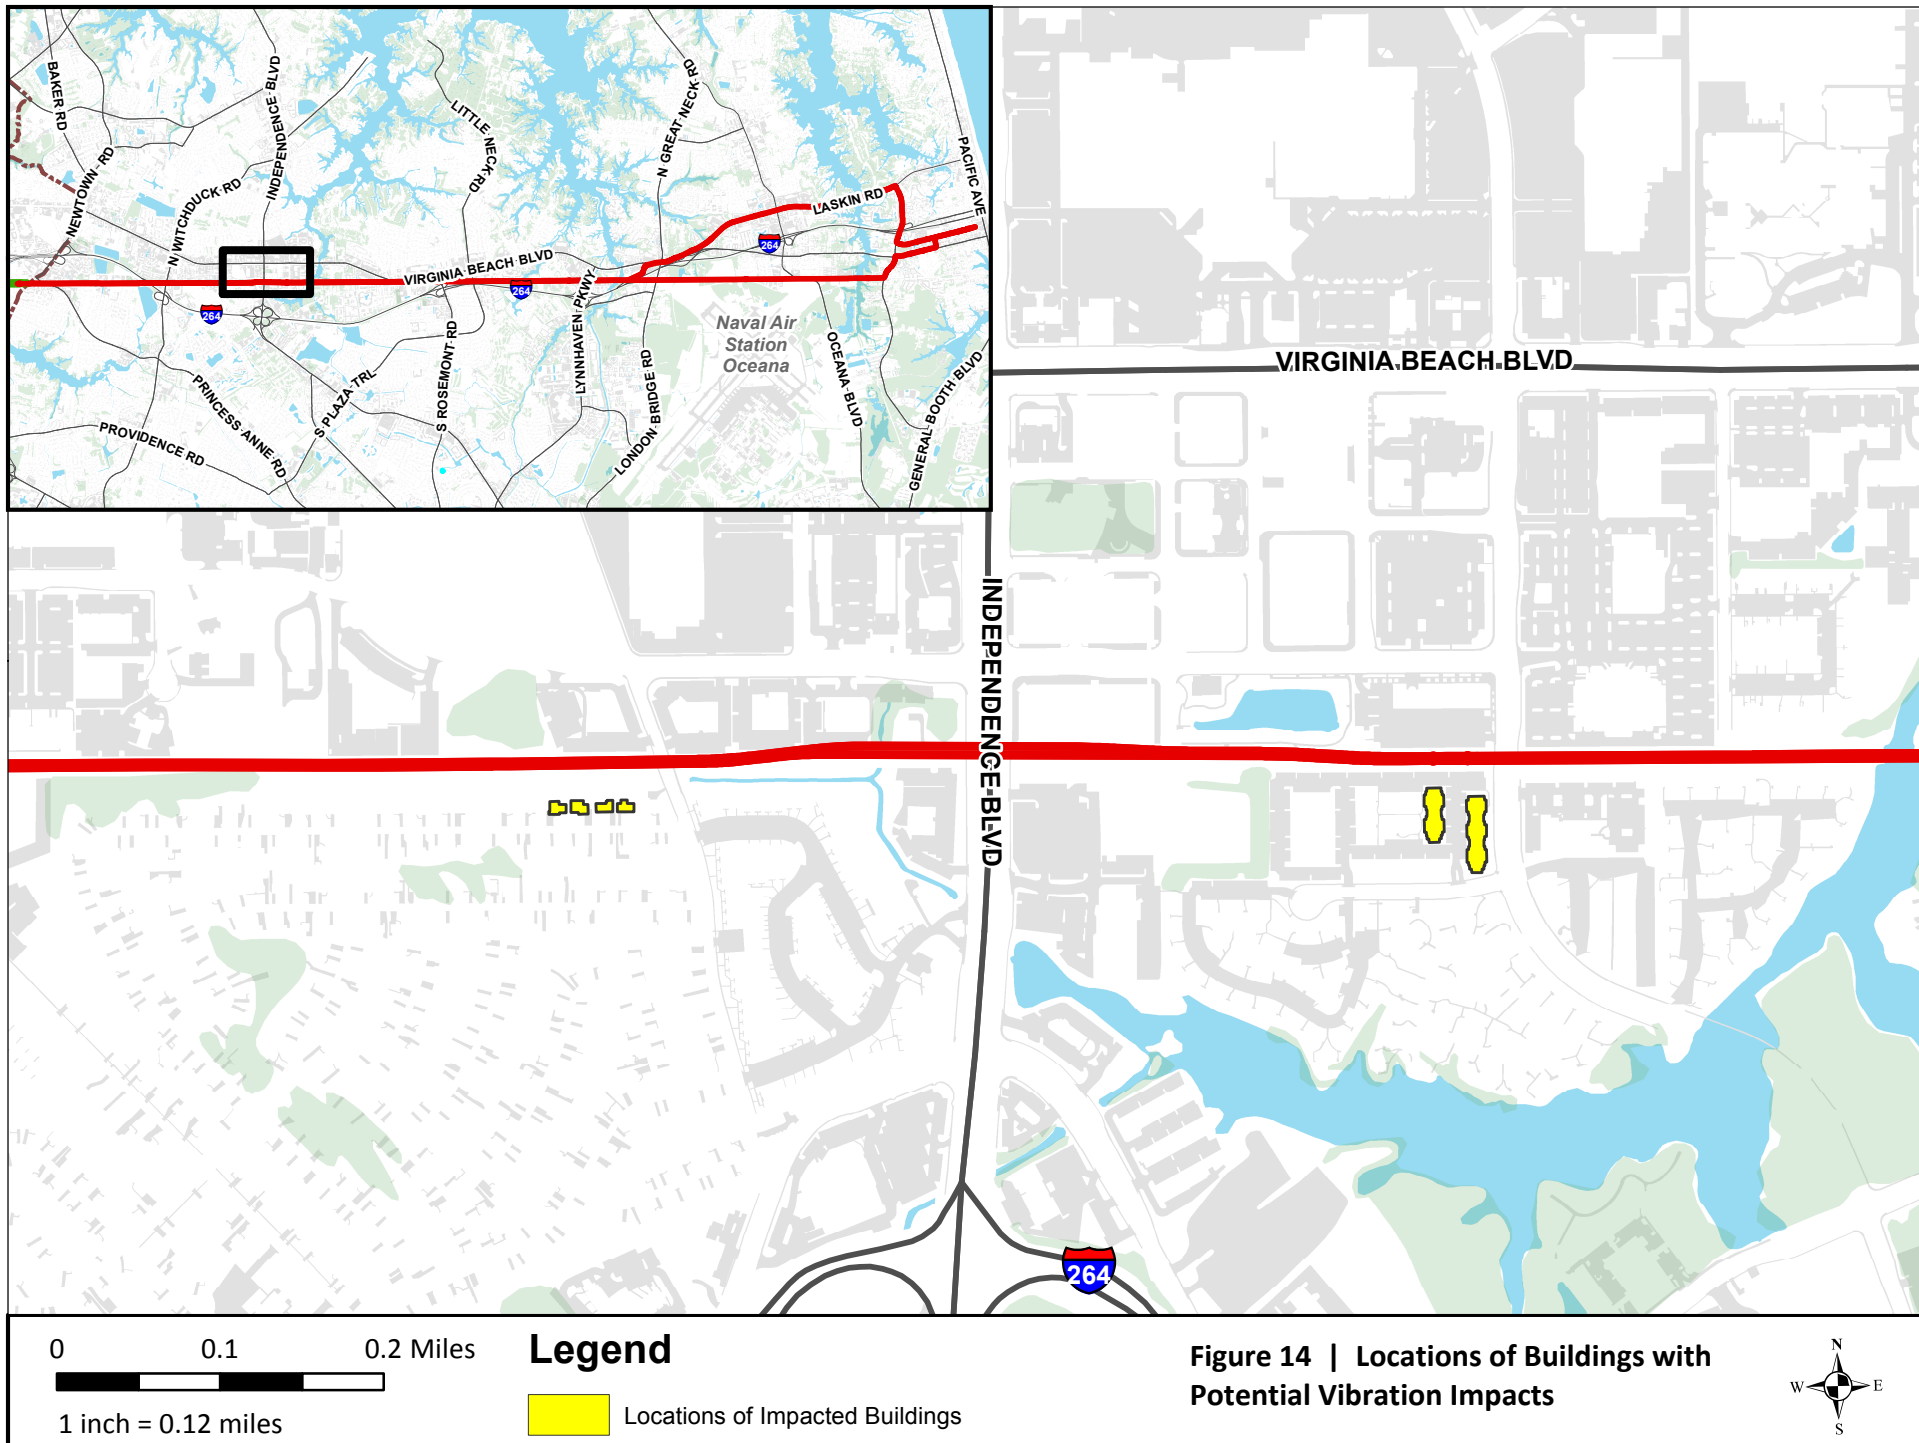 BAKER RD
NEWTOWN RD
N WITCHDUCK RD
INDEPENDENCE BLVD
LITTLE NECK RD
N GREAT NECK RD
PACIFIC AVE
LASKIN RD
264
VIRGINIA BEACH BLVD
264
264
Naval Air
Station
Oceana
PRINCESS ANNE RD
PROVIDENCE RD
S PLAZA TRL
S ROSEMONT RD
LYNNHAVEN PKWY
LONDON BRIDGE RD
OCEANA BLVD
GENERAL BOOTH BLVD
VIRGINIA BEACH BLVD
INDEPENDENCE BLVD
264
0 0.1 0.2 Miles
1 inch = 0.12 miles
Legend
Locations of Impacted Buildings
Figure 14 | Locations of Buildings with
Potential Vibration Impacts
N
W E
S